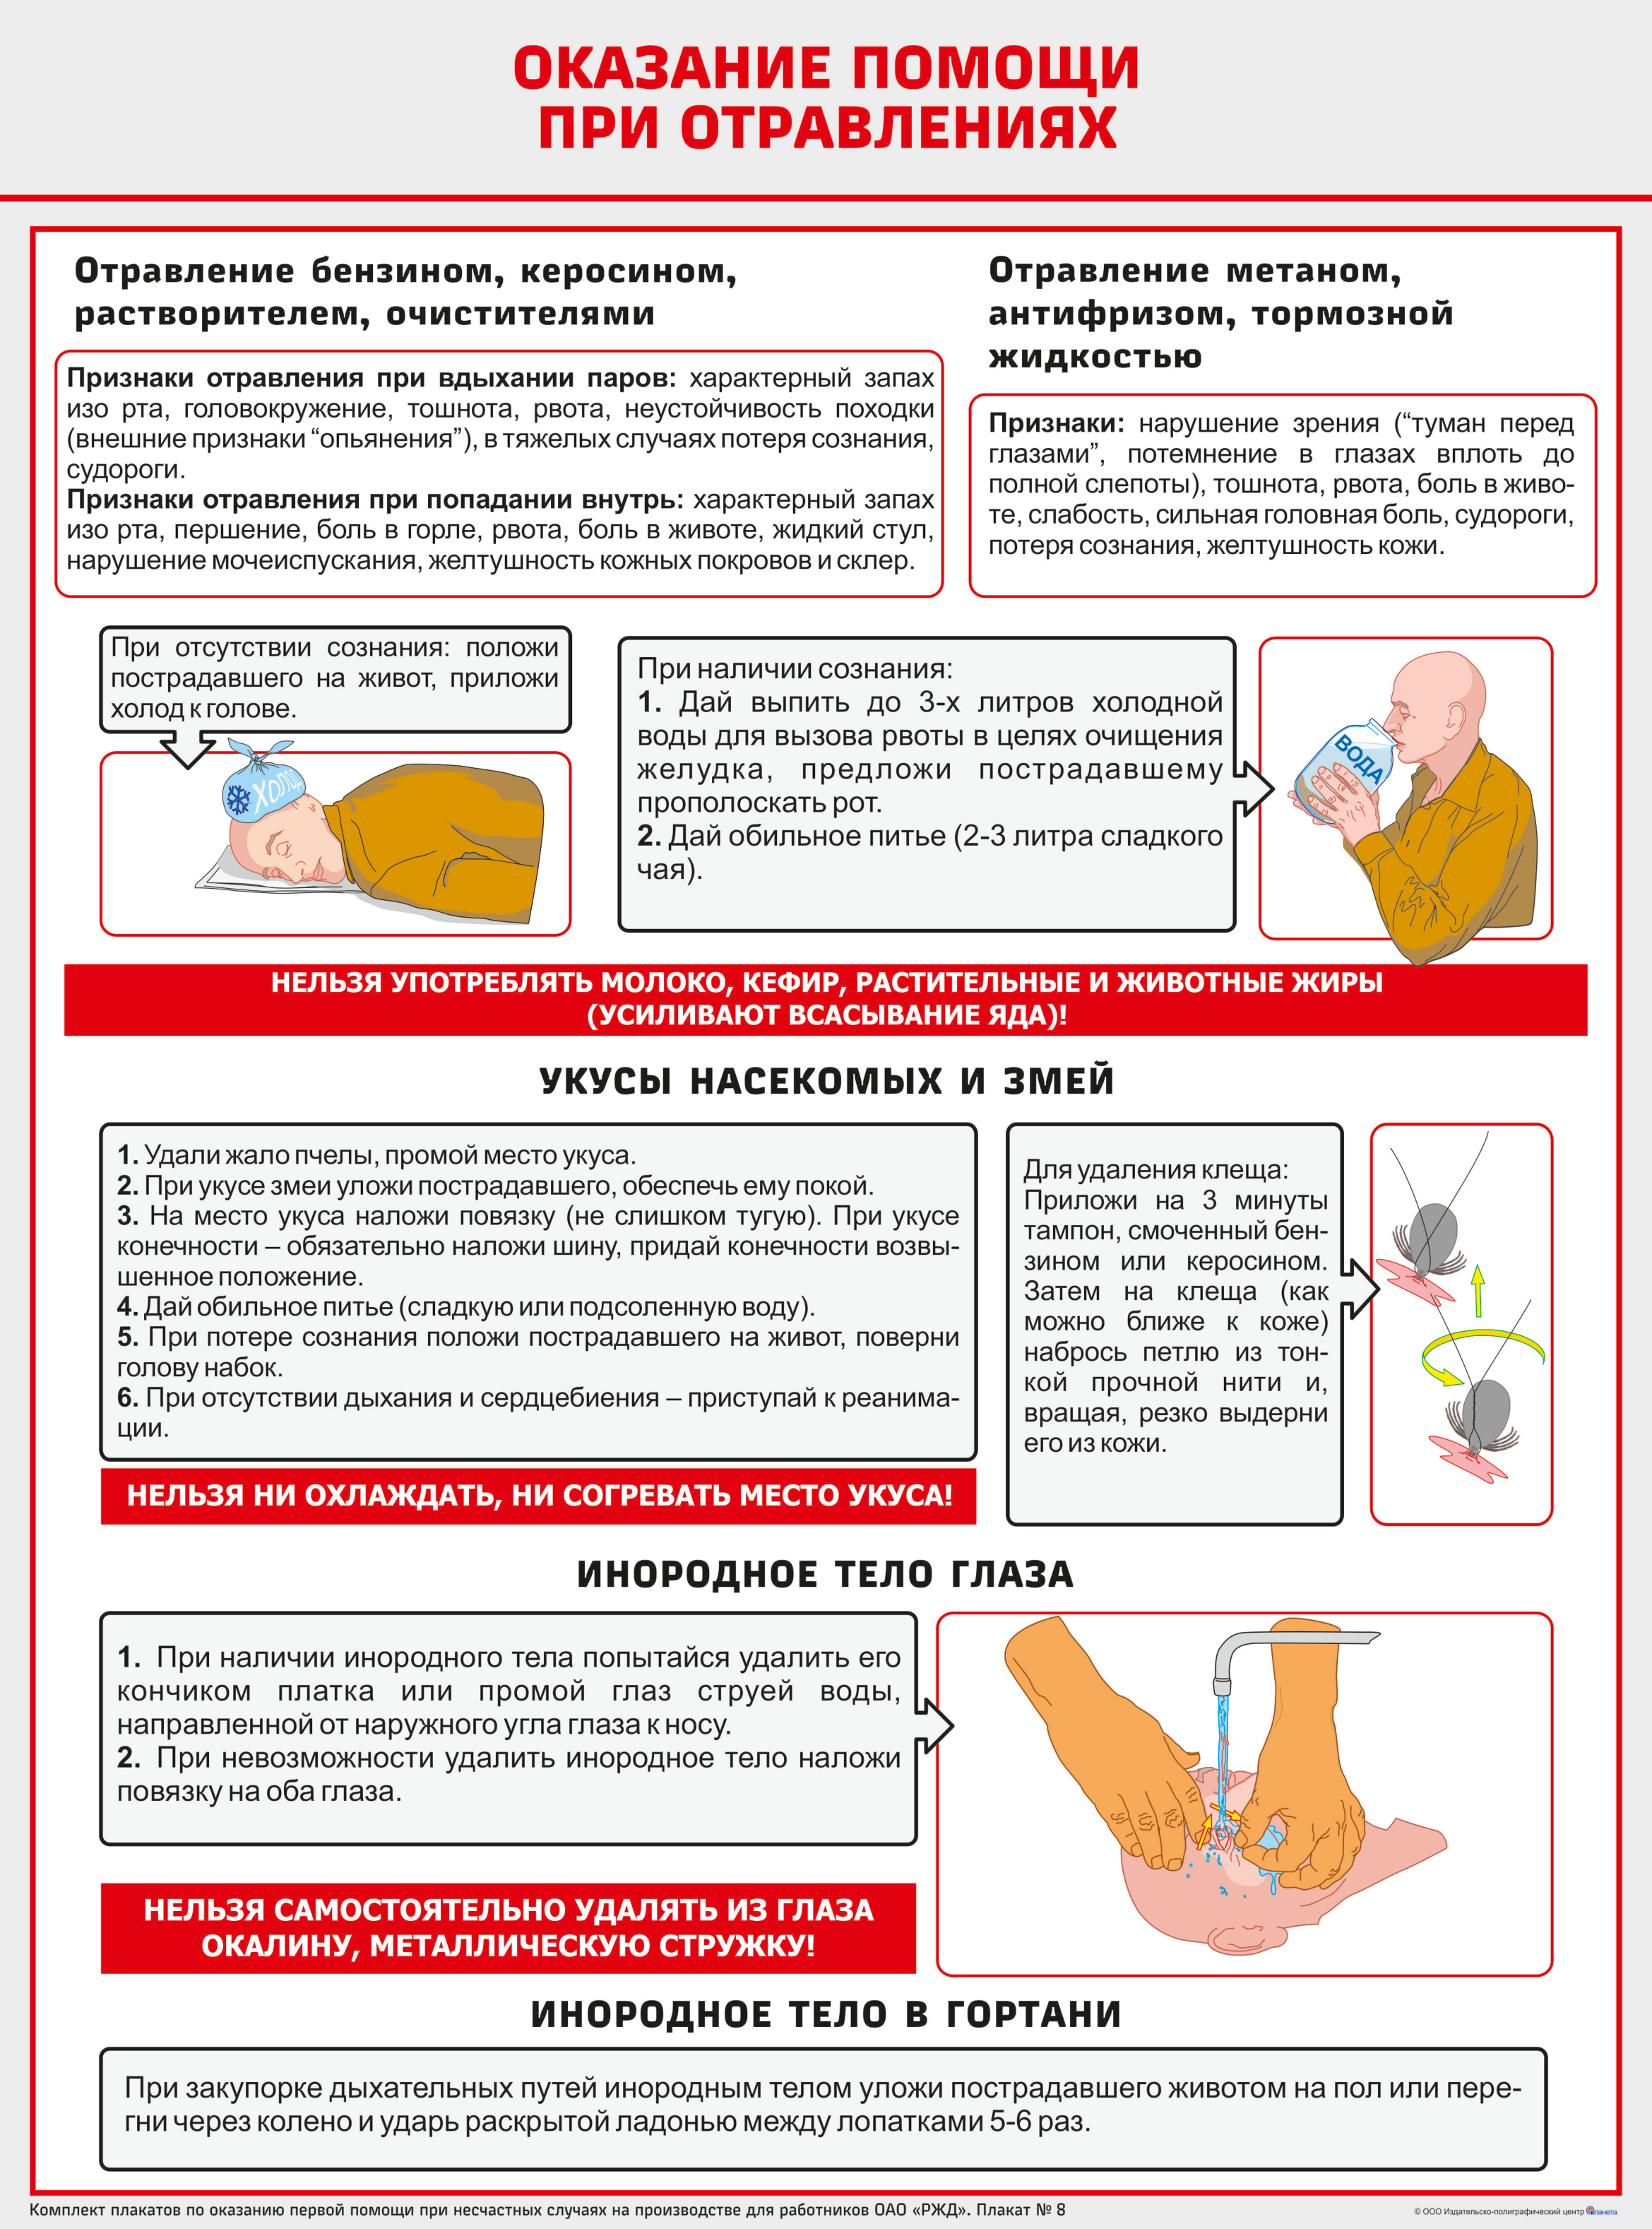 ОКАЗАНИЕ ПОМОЩИ
ПРИ ОТРАВЛЕНИЯХ
Отравление бензином, керосином,
растворителем, очистителями
Признаки отравления при вдыхании паров: характерный запах
изо рта, головокружение, тошнота, рвота, неустойчивость походки
(внешние признаки “опьянения”), в тяжелых случаях потеря сознания,
судороги.
Признаки отравления при попадании внутрь: характерный запах
изо рта, першение, боль в горле, рвота, боль в животе, жидкий стул,
нарушение мочеиспускания, желтушность кожных покровов и склер.
Отравление метаном,
антифризом, тормозной
жидкостью
Признаки: нарушение зрения (“туман перед
глазами”, потемнение в глазах вплоть до
полной слепоты), тошнота, рвота, боль в живо-
те, слабость, сильная головная боль, судороги,
потеря сознания, желтушность кожи.
При отсутствии сознания: положи
пострадавшего на живот, приложи
холод к голове.
ХОЛОД
При наличии сознания:
1. Дай выпить до 3-х литров холодной
воды для вызова рвоты в целях очищения
желудка, предложи пострадавшему
прополоскать рот.
2. Дай обильное питье (2-3 литра сладкого
чая).
ВОДА
НЕЛЬЗЯ УПОТРЕБЛЯТЬ МОЛОКО, КЕФИР, РАСТИТЕЛЬНЫЕ И ЖИВОТНЫЕ ЖИРЫ
(УСИЛИВАЮТ ВСАСЫВАНИЕ ЯДА)!
УКУСЫ НАСЕКОМЫХ И ЗМЕЙ
1. Удали жало пчелы, промой место укуса.
2. При укусе змеи уложи пострадавшего, обеспечь ему покой.
3. На место укуса наложи повязку (не слишком тугую). При укусе
конечности – обязательно наложи шину, придай конечности возвы-
шенное положение.
4. Дай обильное питье (сладкую или подсоленную воду).
5. При потере сознания положи пострадавшего на живот, поверни
голову набок.
6. При отсутствии дыхания и сердцебиения – приступай к реанима-
ции.
НЕЛЬЗЯ НИ ОХЛАЖДАТЬ, НИ СОГРЕВАТЬ МЕСТО УКУСА!
Для удаления клеща:
Приложи на 3 минуты
тампон, смоченный бен-
зином или керосином.
Затем на клеща (как
можно ближе к коже)
набрось петлю из тон-
кой прочной нити и,
вращая, резко выдерни
его из кожи.
ИНОРОДНОЕ ТЕЛО ГЛАЗА
1. При наличии инородного тела попытайся удалить его
кончиком платка или промой глаз струей воды,
направленной от наружного угла глаза к носу.
2. При невозможности удалить инородное тело наложи
повязку на оба глаза.
НЕЛЬЗЯ САМОСТОЯТЕЛЬНО УДАЛЯТЬ ИЗ ГЛАЗА
ОКАЛИНУ, МЕТАЛЛИЧЕСКУЮ СТРУЖКУ!
ИНОРОДНОЕ ТЕЛО В ГОРТАНИ
При закупорке дыхательных путей инородным телом уложи пострадавшего животом на пол или пере-
гни через колено и ударь раскрытой ладонью между лопатками 5-6 раз.
Комплект плакатов по оказанию первой помощи при несчастных случаях на производстве для работников ОАО «РЖД». Плакат № 8
© ООО Издательско-полиграфический центр Планета